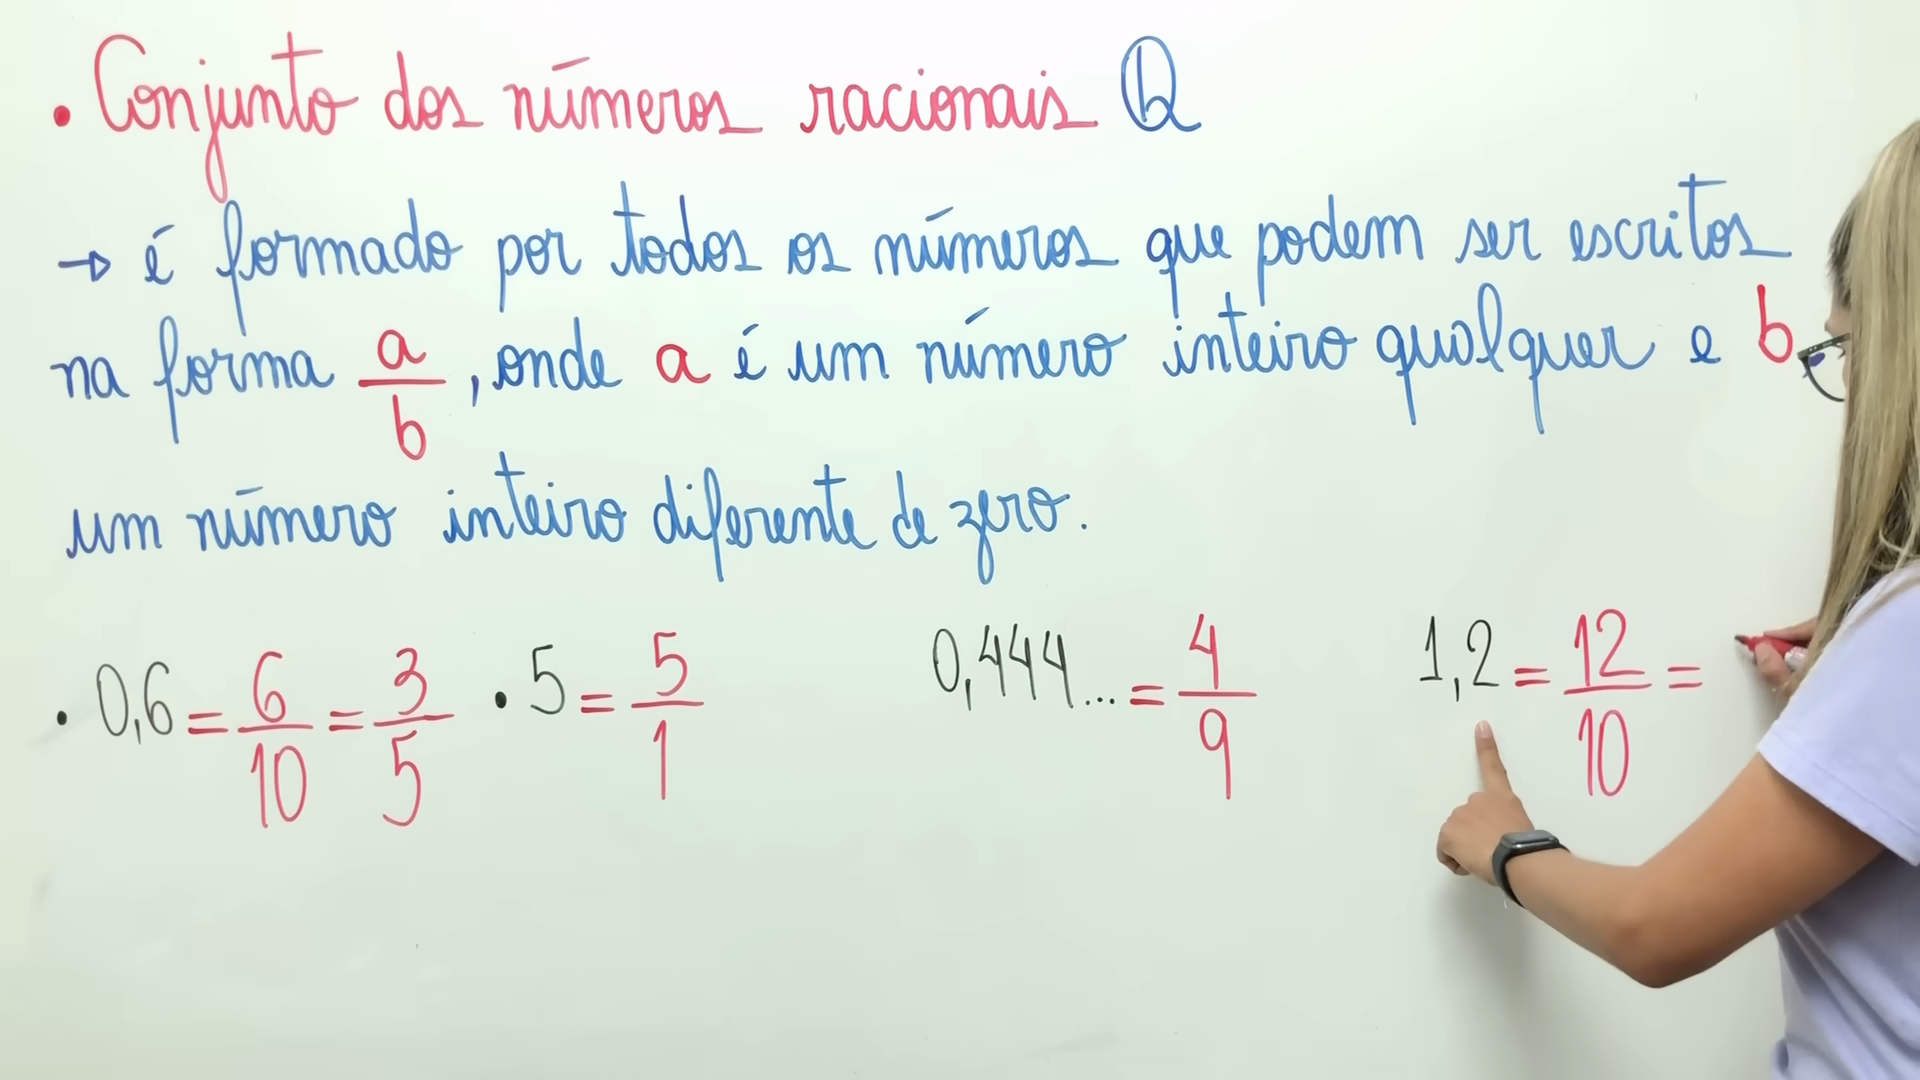 • Conjunto dos números racionais ℚ
→ é formado por todos os números que podem ser escritos
na forma a/b, onde a é um número inteiro qualquer e b
um número inteiro diferente de zero.
• 0,6 = 6/10 = 3/5 • 5 = 5/1 0,444... = 4/9 1,2 = 12/10 =